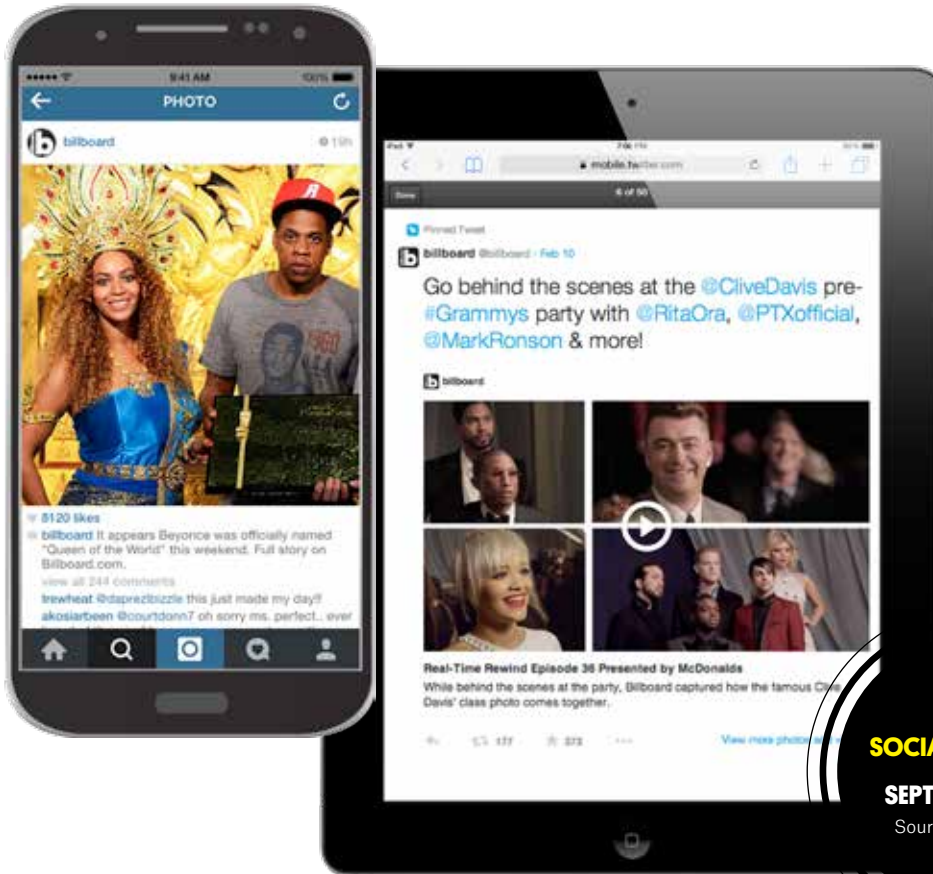 9:41 AM 100%
PHOTO
billboard 19h
8120 likes
billboard It appears Beyonce was officially named
"Queen of the World" this weekend. Full story on
Billboard.com.
view all 244 comments
trewheat @daprezibizzle this just made my day!!
akosiarbeen @courtdonn7 oh sorry ms. perfect.. ever
iPad 7:06 PM
mobile.twitter.com
Done 6 of 50
Pinned Tweet
billboard @billboard · Feb 10
Go behind the scenes at the @CliveDavis pre-
#Grammys party with @RitaOra, @PTXofficial,
@MarkRonson & more!
billboard
Real-Time Rewind Episode 36 Presented by McDonalds
While behind the scenes at the party, Billboard captured how the famous Clive
Davis' class photo comes together.
177 373
View more photos
SOCIA
SEPT
Sour